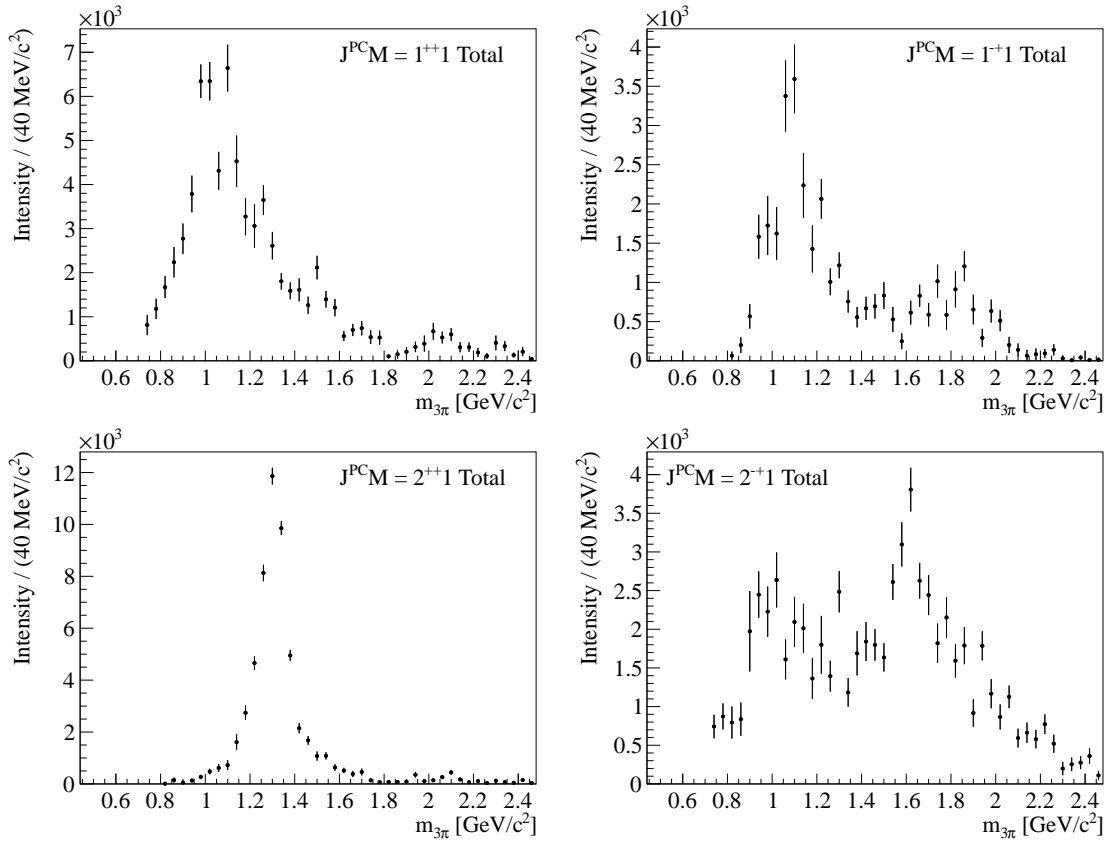 ×10³
J^PC M = 1⁺⁺1 Total
Intensity / (40 MeV/c²)
7
6
5
4
3
2
1
0
0.6 0.8 1 1.2 1.4 1.6 1.8 2 2.2 2.4
m_3π [GeV/c²]
×10³
J^PC M = 1⁻⁺1 Total
Intensity / (40 MeV/c²)
4
3.5
3
2.5
2
1.5
1
0.5
0
0.6 0.8 1 1.2 1.4 1.6 1.8 2 2.2 2.4
m_3π [GeV/c²]
×10³
J^PC M = 2⁺⁺1 Total
Intensity / (40 MeV/c²)
12
10
8
6
4
2
0
0.6 0.8 1 1.2 1.4 1.6 1.8 2 2.2 2.4
m_3π [GeV/c²]
×10³
J^PC M = 2⁻⁺1 Total
Intensity / (40 MeV/c²)
4
3.5
3
2.5
2
1.5
1
0.5
0
0.6 0.8 1 1.2 1.4 1.6 1.8 2 2.2 2.4
m_3π [GeV/c²]